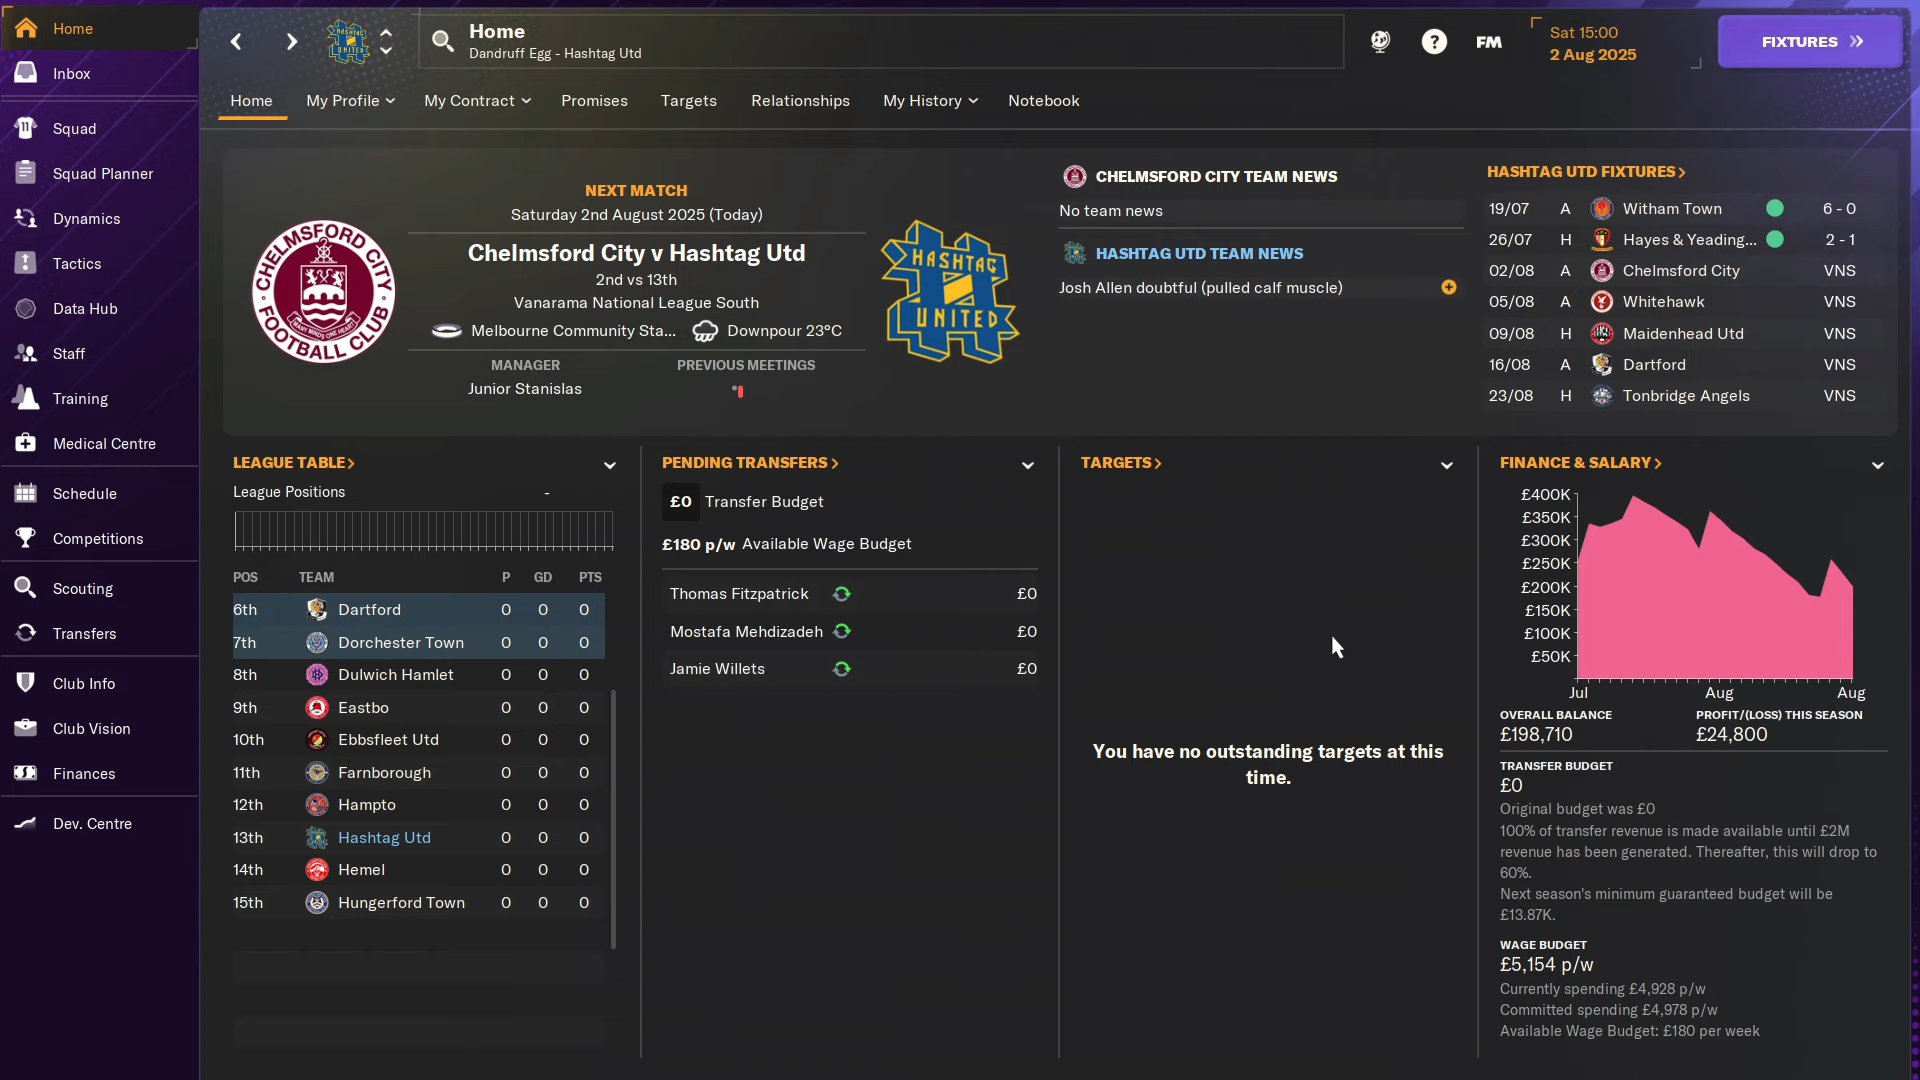 Home
Inbox
Squad
Squad Planner
Dynamics
Tactics
Data Hub
Staff
Training
Medical Centre
Schedule
Competitions
Scouting
Transfers
Club Info
Club Vision
Finances
Dev. Centre
HASHTAG
UNITED
Home
Dandruff Egg - Hashtag Utd
?
FM
Sat 15:00
2 Aug 2025
FIXTURES
Home
My Profile
My Contract
Promises
Targets
Relationships
My History
Notebook
CHELMSFORD CITY
FOOTBALL CLUB
MANY MINDS ONE HEART
NEXT MATCH
Saturday 2nd August 2025 (Today)
Chelmsford City v Hashtag Utd
2nd vs 13th
Vanarama National League South
Melbourne Community Sta... Downpour 23°C
MANAGER PREVIOUS MEETINGS
Junior Stanislas
HASHTAG
UNITED
CHELMSFORD CITY TEAM NEWS
No team news
HASHTAG UTD TEAM NEWS
Josh Allen doubtful (pulled calf muscle)
HASHTAG UTD FIXTURES
19/07 A Witham Town 6 - 0
26/07 H Hayes & Yeading... 2 - 1
02/08 A Chelmsford City VNS
05/08 A Whitehawk VNS
09/08 H Maidenhead Utd VNS
16/08 A Dartford VNS
23/08 H Tonbridge Angels VNS
LEAGUE TABLE
League Positions -
POS TEAM P GD PTS
6th Dartford 0 0 0
7th Dorchester Town 0 0 0
8th Dulwich Hamlet 0 0 0
9th Eastbo 0 0 0
10th Ebbsfleet Utd 0 0 0
11th Farnborough 0 0 0
12th Hampto 0 0 0
13th Hashtag Utd 0 0 0
14th Hemel 0 0 0
15th Hungerford Town 0 0 0
PENDING TRANSFERS
£0 Transfer Budget
£180 p/w Available Wage Budget
Thomas Fitzpatrick £0
Mostafa Mehdizadeh £0
Jamie Willets £0
TARGETS
You have no outstanding targets at this
time.
FINANCE & SALARY
£400K
£350K
£300K
£250K
£200K
£150K
£100K
£50K
Jul Aug Aug
OVERALL BALANCE PROFIT/(LOSS) THIS SEASON
£198,710 £24,800
TRANSFER BUDGET
£0
Original budget was £0
100% of transfer revenue is made available until £2M
revenue has been generated. Thereafter, this will drop to
60%.
Next season's minimum guaranteed budget will be
£13.87K.
WAGE BUDGET
£5,154 p/w
Currently spending £4,928 p/w
Committed spending £4,978 p/w
Available Wage Budget: £180 per week